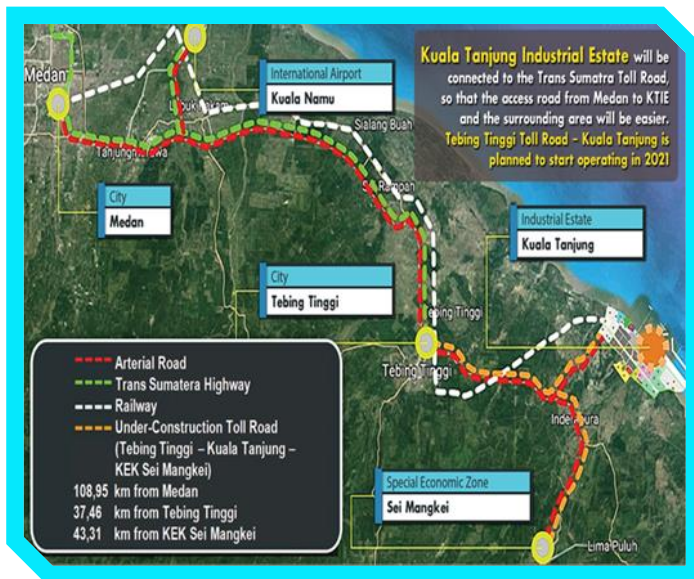 Kuala Tanjung Industrial Estate will be
connected to the Trans Sumatra Toll Road,
so that the access road from Medan to KTIE
and the surrounding area will be easier.
Tebing Tinggi Toll Road – Kuala Tanjung is
planned to start operating in 2021
Medan
International Airport
Kuala Namu
Sialang Buah
City
Medan
Industrial Estate
Kuala Tanjung
City
Tebing Tinggi
Tebing Tinggi
Arterial Road
Trans Sumatera Highway
Railway
Under-Construction Toll Road
(Tebing Tinggi – Kuala Tanjung –
KEK Sei Mangkei)
108,95 km from Medan
37,46 km from Tebing Tinggi
43,31 km from KEK Sei Mangkei
Special Economic Zone
Sei Mangkei
Lima Puluh